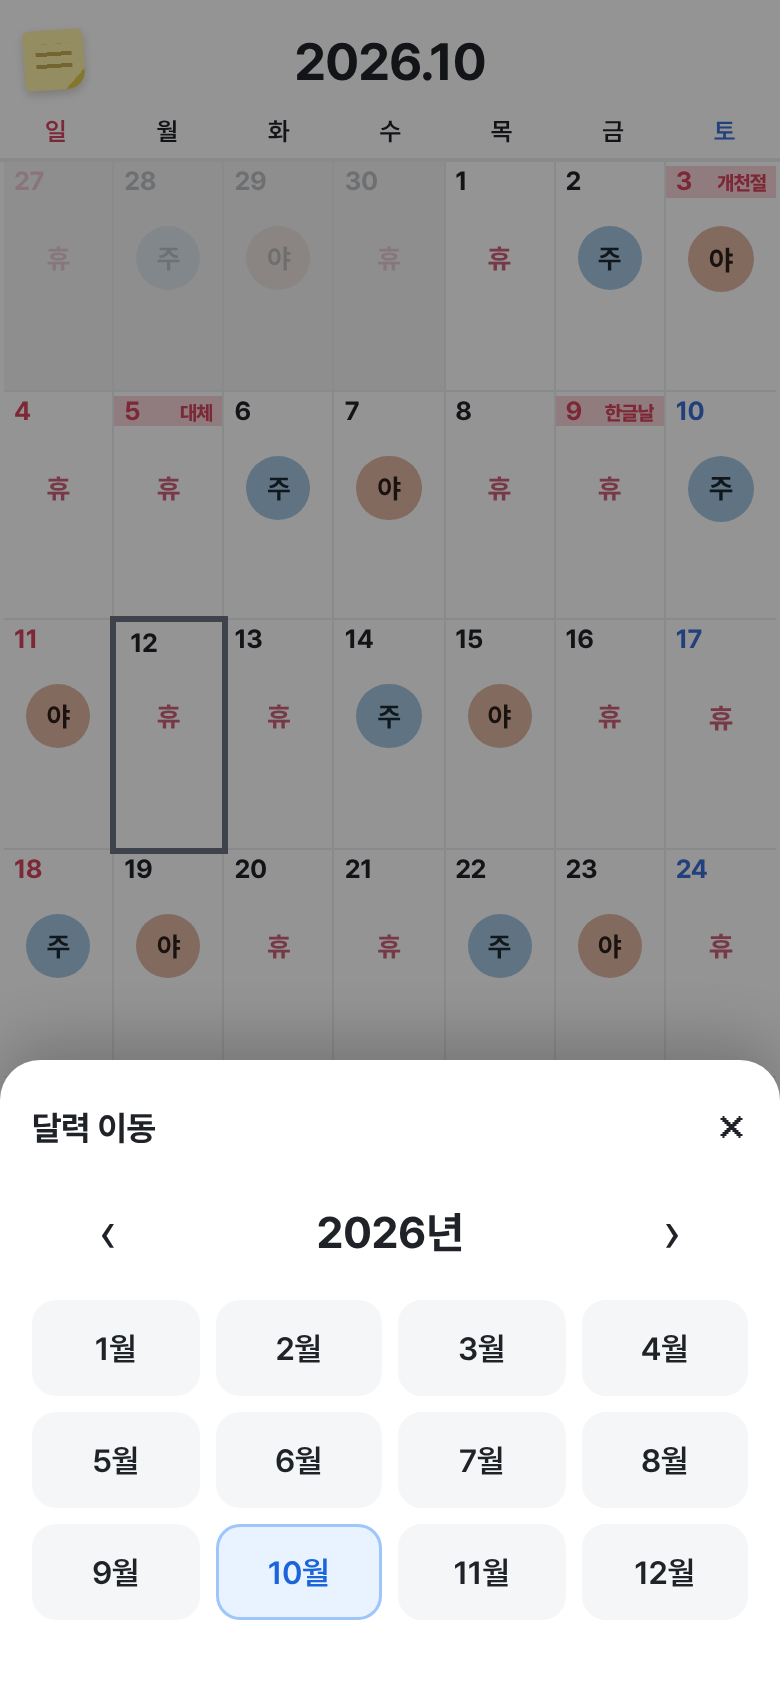 2026.10
일 월 화 수 목 금 토
27 28 29 30 1 2 3 개천절
휴 주 야 휴 휴 주 야
4 5 대체 6 7 8 9 한글날 10
휴 휴 주 야 휴 휴 주
11 12 13 14 15 16 17
야 휴 휴 주 야 휴 휴
18 19 20 21 22 23 24
주 야 휴 휴 주 야 휴
달력 이동 ✕
‹ 2026년 ›
1월 2월 3월 4월
5월 6월 7월 8월
9월 10월 11월 12월